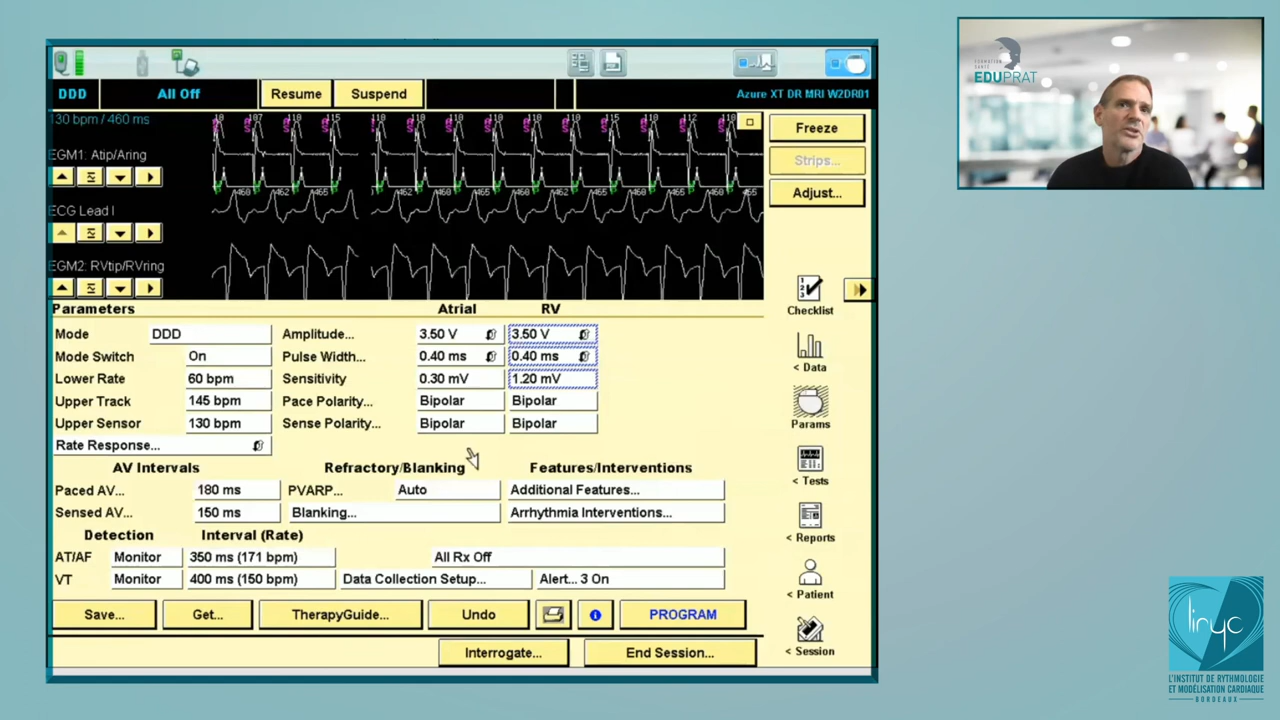 DDD
All Off
Resume
Suspend
Azure XT DR MRI W2DR01
130 bpm / 460 ms
EGM1: Atip/Aring
ECG Lead I
EGM2: RVtip/RVring
Freeze
Strips...
Adjust...
Parameters
Atrial
RV
Mode
DDD
Amplitude...
3.50 V
3.50 V
Mode Switch
On
Pulse Width...
0.40 ms
0.40 ms
Lower Rate
60 bpm
Sensitivity
0.30 mV
1.20 mV
Upper Track
145 bpm
Pace Polarity...
Bipolar
Bipolar
Upper Sensor
130 bpm
Sense Polarity...
Bipolar
Bipolar
Rate Response...
AV Intervals
Refractory/Blanking
Features/Interventions
Paced AV...
180 ms
PVARP...
Auto
Additional Features...
Sensed AV...
150 ms
Blanking...
Arrhythmia Interventions...
Detection
Interval (Rate)
AT/AF
Monitor
350 ms (171 bpm)
All Rx Off
VT
Monitor
400 ms (150 bpm)
Data Collection Setup...
Alert... 3 On
Save...
Get...
TherapyGuide...
Undo
PROGRAM
Interrogate...
End Session...
Checklist
< Data
Params
< Tests
< Reports
< Patient
< Session
FORMATION
SANTÉ
EDUPRAT
liryc
L'INSTITUT DE RYTHMOLOGIE
ET MODÉLISATION CARDIAQUE
BORDEAUX